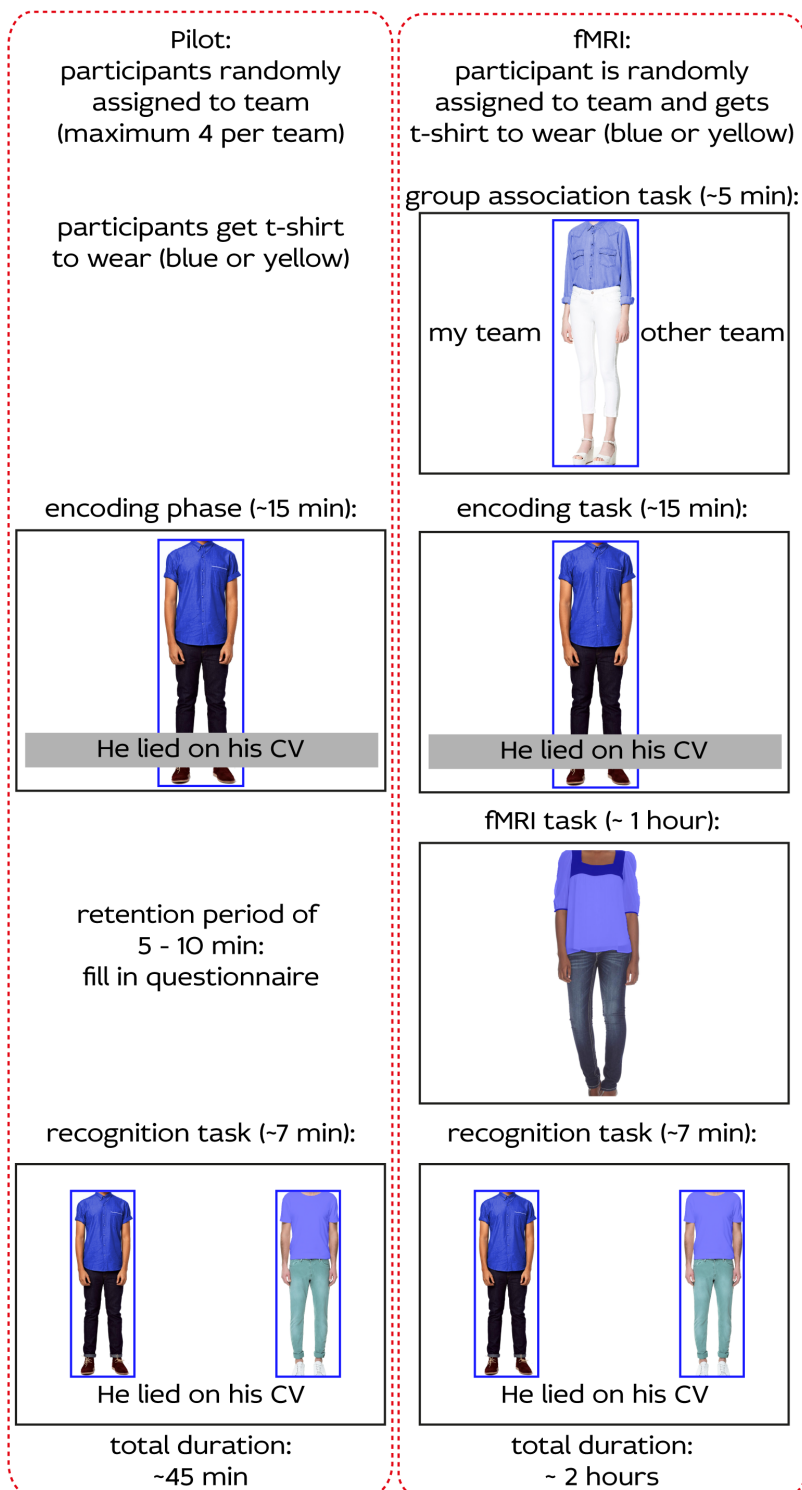 Pilot:
participants randomly
assigned to team
(maximum 4 per team)
participants get t-shirt
to wear (blue or yellow)
encoding phase (~15 min):
He lied on his CV
retention period of
5 - 10 min:
fill in questionnaire
recognition task (~7 min):
He lied on his CV
total duration:
~45 min
fMRI:
participant is randomly
assigned to team and gets
t-shirt to wear (blue or yellow)
group association task (~5 min):
my team
other team
encoding task (~15 min):
He lied on his CV
fMRI task (~ 1 hour):
recognition task (~7 min):
He lied on his CV
total duration:
~ 2 hours